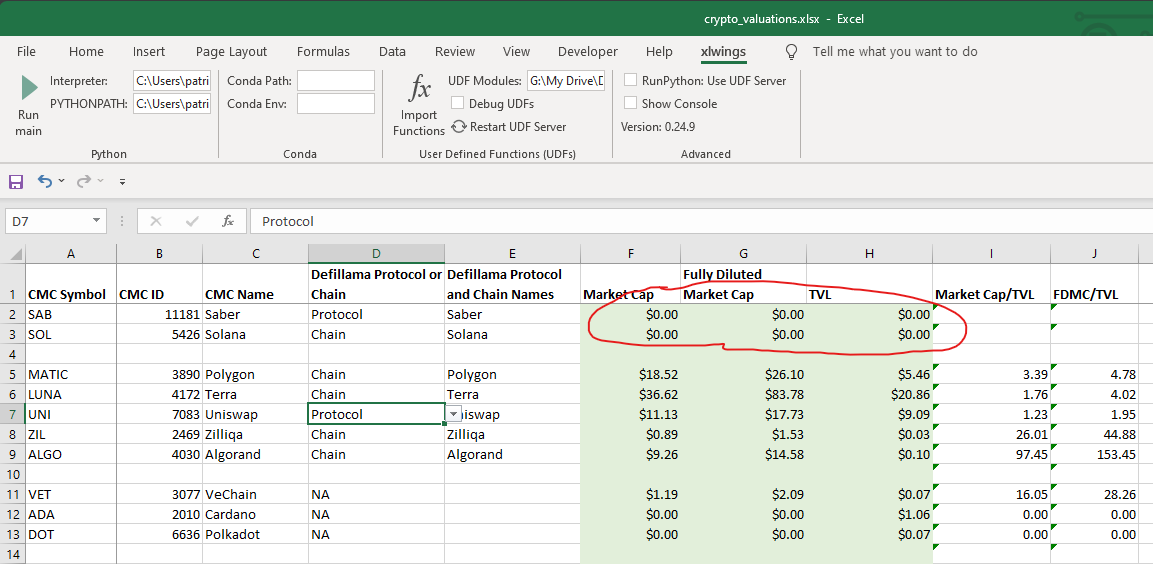 crypto_valuations.xlsx - Excel
File Home Insert Page Layout Formulas Data Review View Developer Help xlwings Tell me what you want to do
Interpreter: C:\Users\patri Conda Path: UDF Modules: G:\My Drive\D RunPython: Use UDF Server
PYTHONPATH: C:\Users\patri Conda Env: Debug UDFs Show Console
Run main fx Import Functions Restart UDF Server Version: 0.24.9
Python Conda User Defined Functions (UDFs) Advanced
D7 fx Protocol
A B C D E F G H I J
Defillama Protocol or Defillama Protocol Fully Diluted
1 CMC Symbol CMC ID CMC Name Chain and Chain Names Market Cap Market Cap TVL Market Cap/TVL FDMC/TVL
2 SAB 11181 Saber Protocol Saber $0.00 $0.00 $0.00
3 SOL 5426 Solana Chain Solana $0.00 $0.00 $0.00
4
5 MATIC 3890 Polygon Chain Polygon $18.52 $26.10 $5.46 3.39 4.78
6 LUNA 4172 Terra Chain Terra $36.62 $83.78 $20.86 1.76 4.02
7 UNI 7083 Uniswap Protocol iswap $11.13 $17.73 $9.09 1.23 1.95
8 ZIL 2469 Zilliqa Chain Zilliqa $0.89 $1.53 $0.03 26.01 44.88
9 ALGO 4030 Algorand Chain Algorand $9.26 $14.58 $0.10 97.45 153.45
10
11 VET 3077 VeChain NA $1.19 $2.09 $0.07 16.05 28.26
12 ADA 2010 Cardano NA $0.00 $0.00 $1.06 0.00 0.00
13 DOT 6636 Polkadot NA $0.00 $0.00 $0.07 0.00 0.00
14